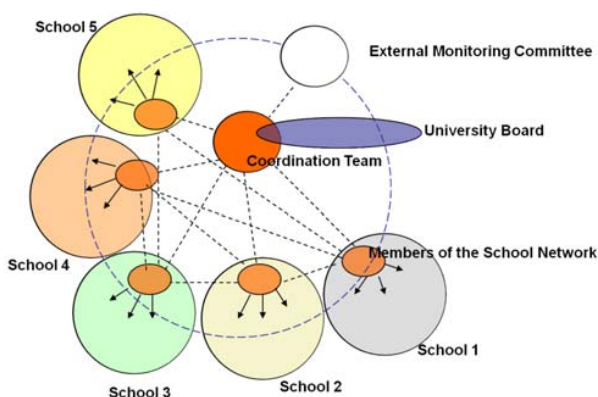 School 5
External Monitoring Committee
University Board
Coordination Team
Members of the School Network
School 4
School 1
School 2
School 3